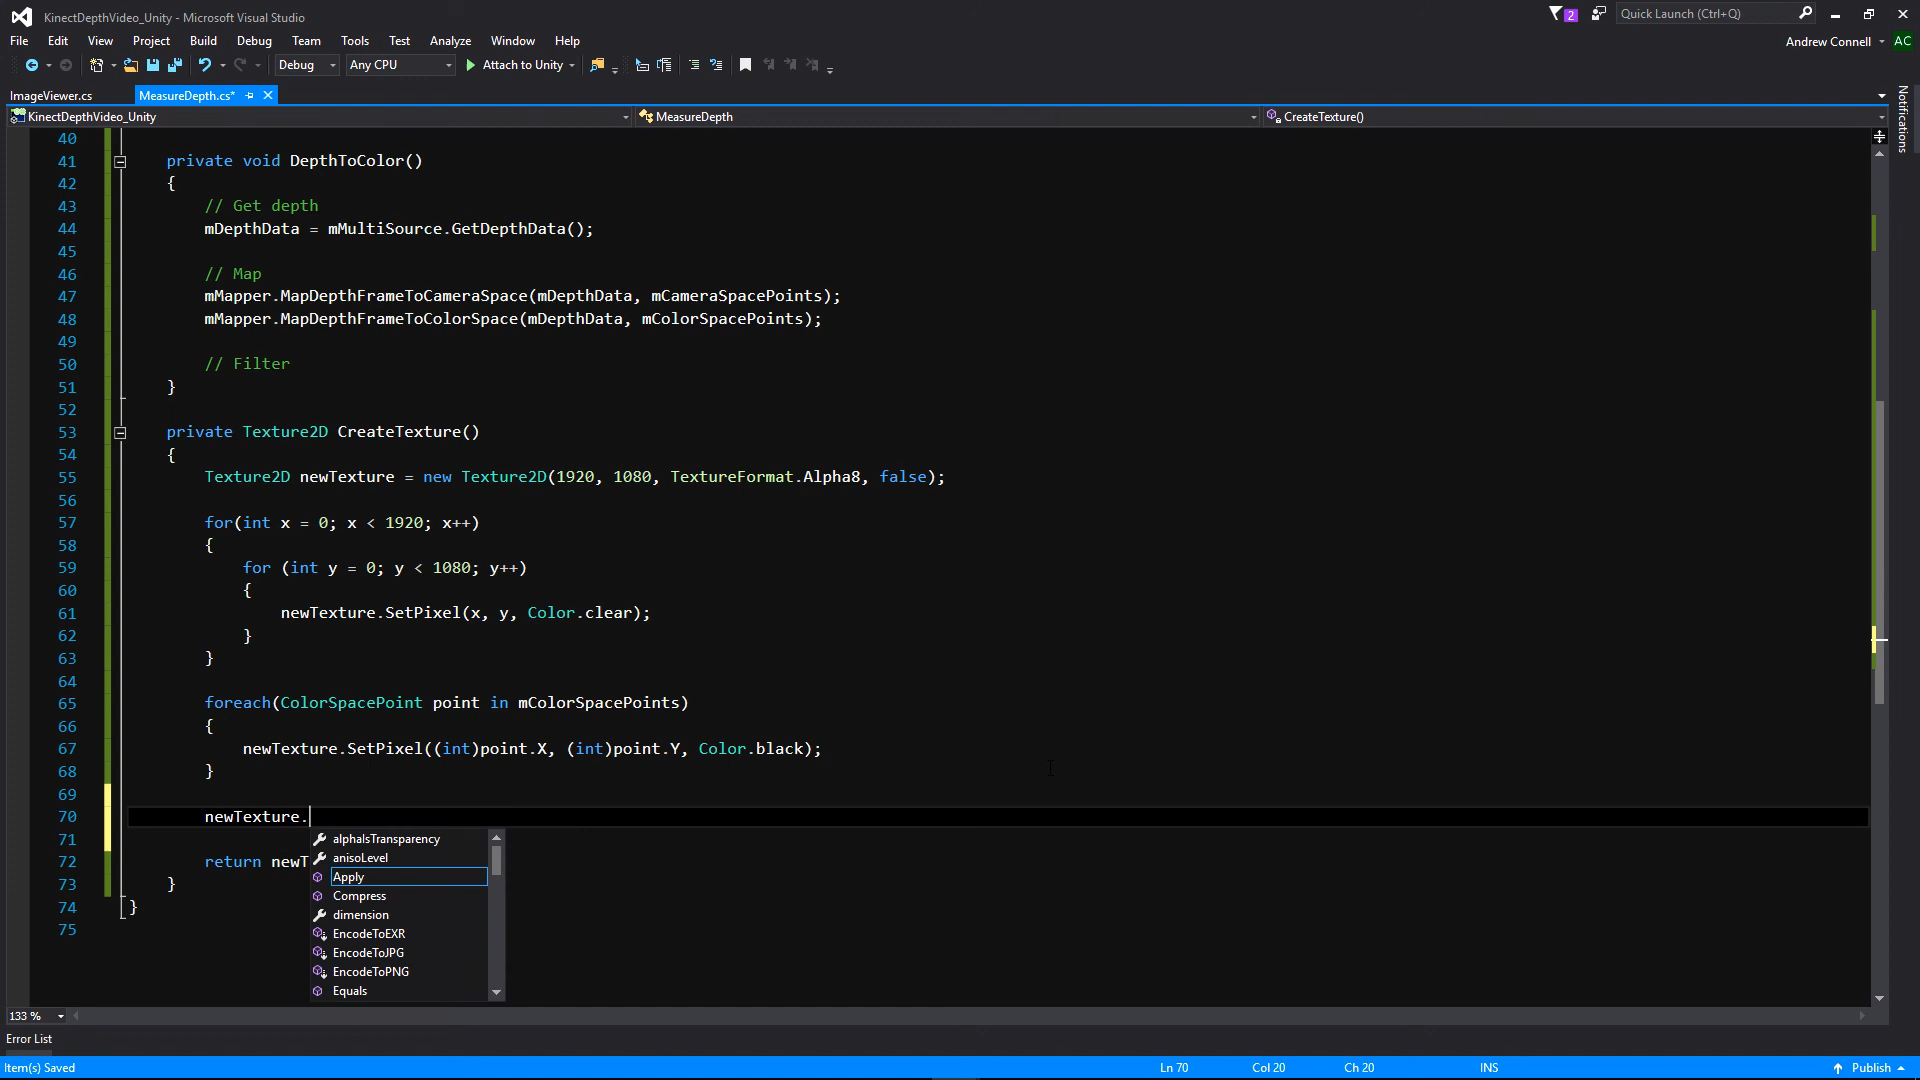 KinectDepthVideo_Unity - Microsoft Visual Studio
2
Quick Launch (Ctrl+Q)
File Edit View Project Build Debug Team Tools Test Analyze Window Help
Andrew Connell AC
Debug Any CPU Attach to Unity
ImageViewer.cs MeasureDepth.cs*
Notifications
KinectDepthVideo_Unity MeasureDepth CreateTexture()
40
41 private void DepthToColor()
42 {
43 // Get depth
44 mDepthData = mMultiSource.GetDepthData();
45
46 // Map
47 mMapper.MapDepthFrameToCameraSpace(mDepthData, mCameraSpacePoints);
48 mMapper.MapDepthFrameToColorSpace(mDepthData, mColorSpacePoints);
49
50 // Filter
51 }
52
53 private Texture2D CreateTexture()
54 {
55 Texture2D newTexture = new Texture2D(1920, 1080, TextureFormat.Alpha8, false);
56
57 for(int x = 0; x < 1920; x++)
58 {
59 for (int y = 0; y < 1080; y++)
60 {
61 newTexture.SetPixel(x, y, Color.clear);
62 }
63 }
64
65 foreach(ColorSpacePoint point in mColorSpacePoints)
66 {
67 newTexture.SetPixel((int)point.X, (int)point.Y, Color.black);
68 }
69
70 newTexture.
71
alphaIsTransparency
anisoLevel
72 return newT
Apply
73 }
Compress
74 }
dimension
75
EncodeToEXR
EncodeToJPG
EncodeToPNG
Equals
133 %
Error List
Item(s) Saved Ln 70 Col 20 Ch 20 INS Publish